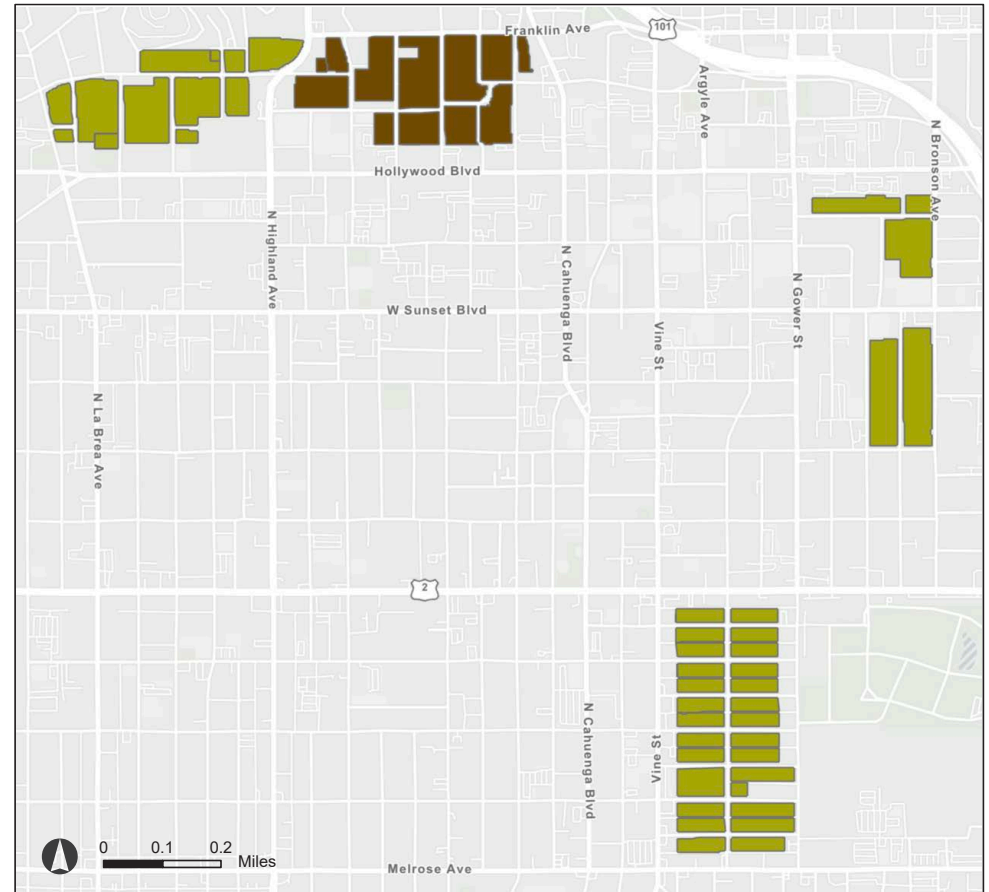 Franklin Ave
101
Argyle Ave
N Bronson Ave
Hollywood Blvd
N Highland Ave
N Cahuenga Blvd
W Sunset Blvd
N Gower St
Vine St
N La Brea Ave
2
N Cahuenga Blvd
Vine St
0 0.1 0.2
Miles
Melrose Ave